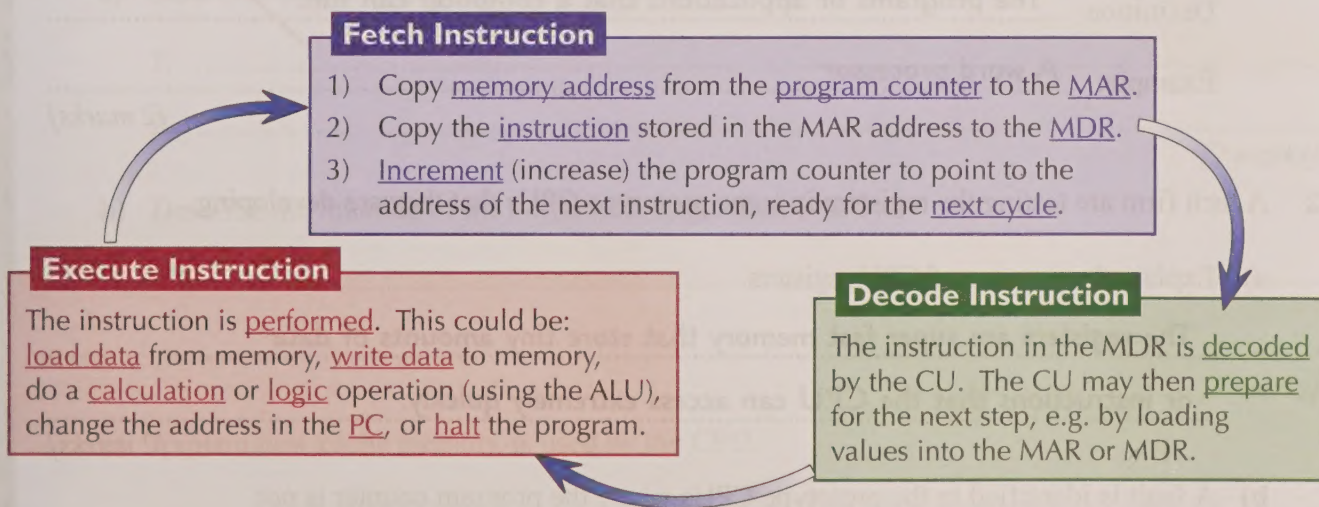 Fetch Instruction
1) Copy memory address from the program counter to the MAR.
2) Copy the instruction stored in the MAR address to the MDR.
3) Increment (increase) the program counter to point to the
address of the next instruction, ready for the next cycle.
Execute Instruction
The instruction is performed. This could be:
load data from memory, write data to memory,
do a calculation or logic operation (using the ALU),
change the address in the PC, or halt the program.
Decode Instruction
The instruction in the MDR is decoded
by the CU. The CU may then prepare
for the next step, e.g. by loading
values into the MAR or MDR.